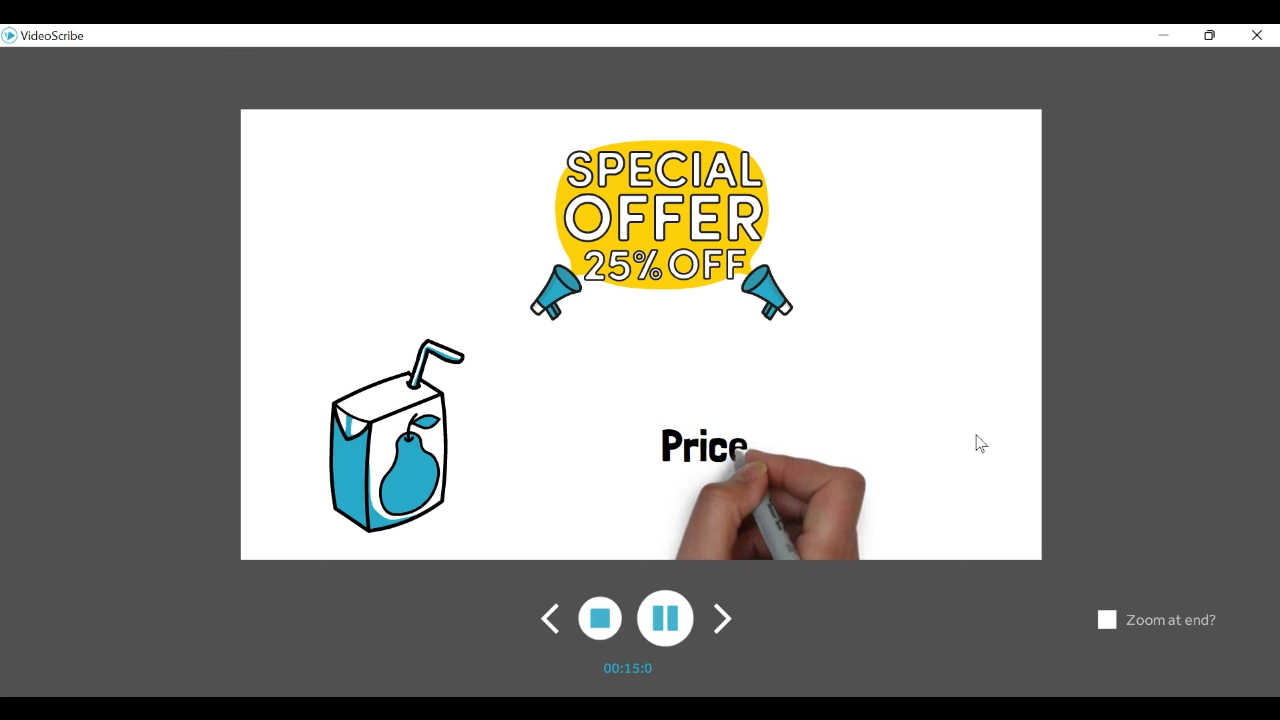 VideoScribe
SPECIAL
OFFER
25% OFF
Price
00:15:0
Zoom at end?